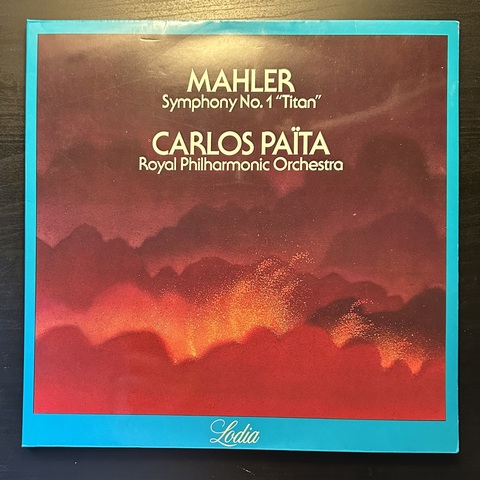 MAHLER
Symphony No. 1 “Titan”
CARLOS PAÏTA
Royal Philharmonic Orchestra
Lodia